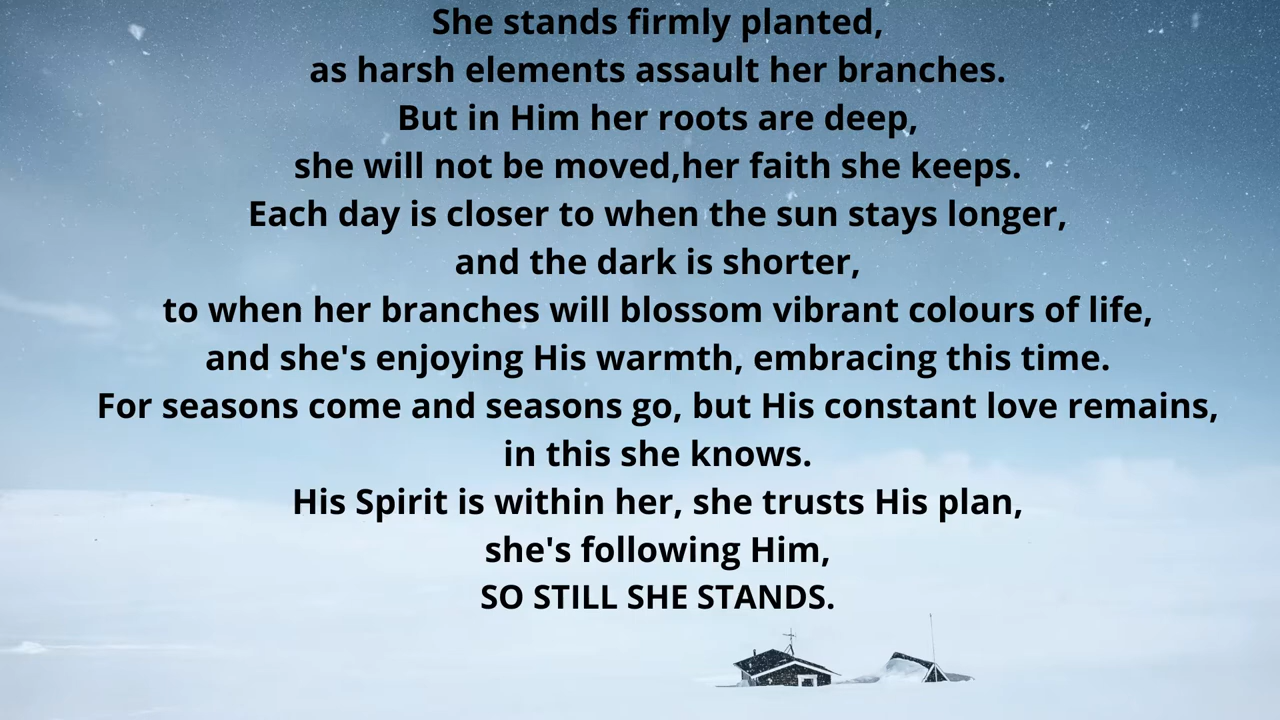 She stands firmly planted,
as harsh elements assault her branches.
But in Him her roots are deep,
she will not be moved,her faith she keeps.
Each day is closer to when the sun stays longer,
and the dark is shorter,
to when her branches will blossom vibrant colours of life,
and she's enjoying His warmth, embracing this time.
For seasons come and seasons go, but His constant love remains,
in this she knows.
His Spirit is within her, she trusts His plan,
she's following Him,
SO STILL SHE STANDS.